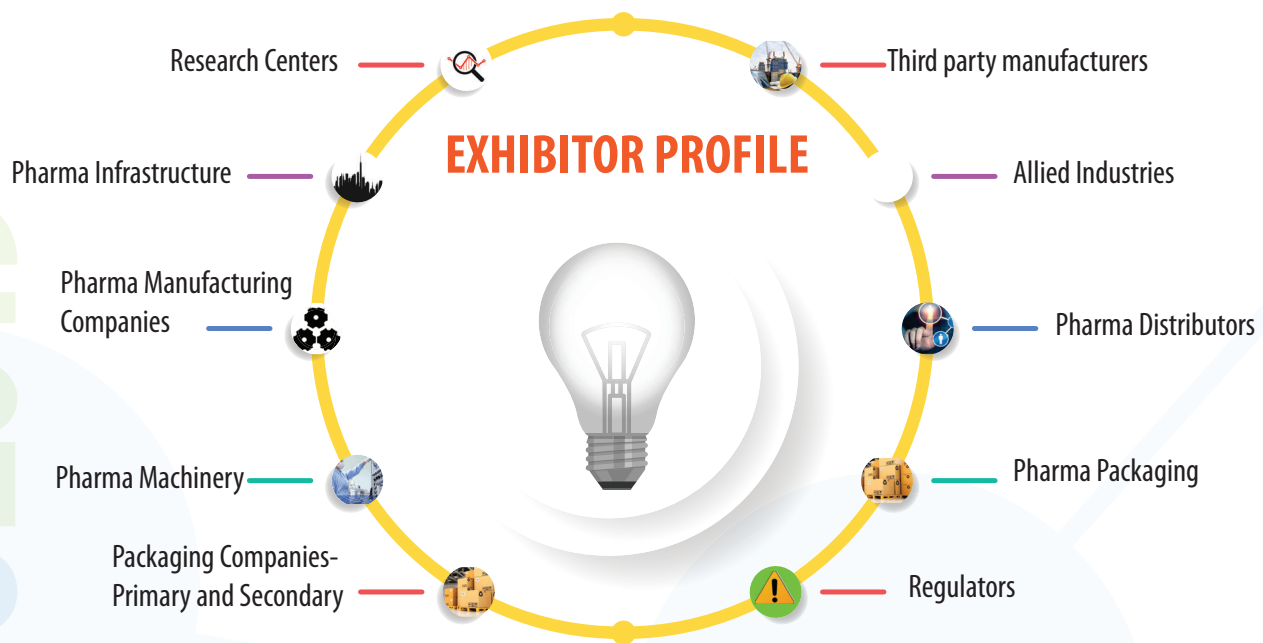 EXHIBITOR PROFILE
Research Centers
Pharma Infrastructure
Pharma Manufacturing
Companies
Pharma Machinery
Packaging Companies-
Primary and Secondary
Third party manufacturers
Allied Industries
Pharma Distributors
Pharma Packaging
Regulators